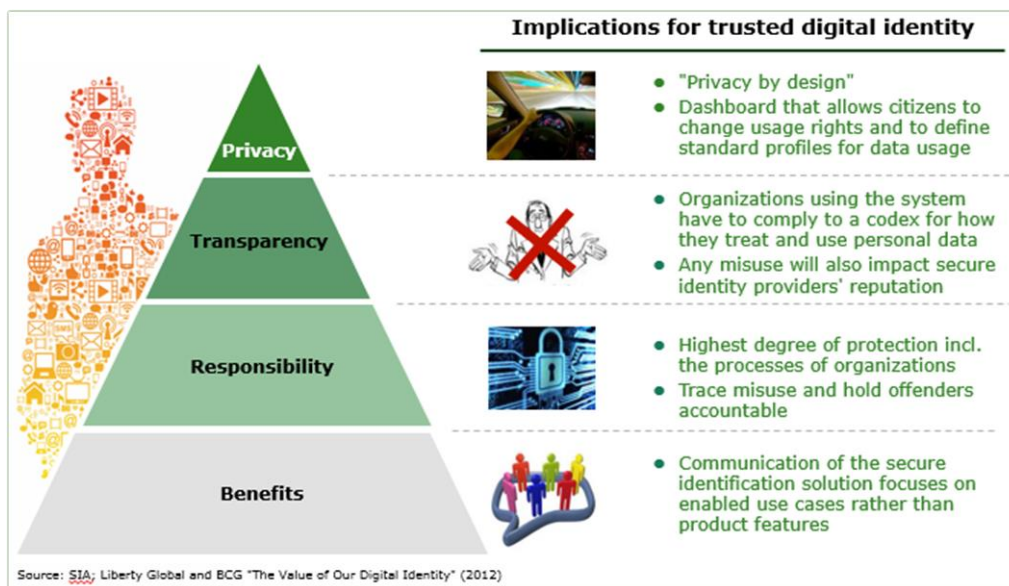 Implications for trusted digital identity
Privacy
• "Privacy by design"
• Dashboard that allows citizens to
change usage rights and to define
standard profiles for data usage
Transparency
• Organizations using the system
have to comply to a codex for how
they treat and use personal data
• Any misuse will also impact secure
identity providers' reputation
Responsibility
• Highest degree of protection incl.
the processes of organizations
• Trace misuse and hold offenders
accountable
Benefits
• Communication of the secure
identification solution focuses on
enabled use cases rather than
product features
Source: SIA; Liberty Global and BCG "The Value of Our Digital Identity" (2012)